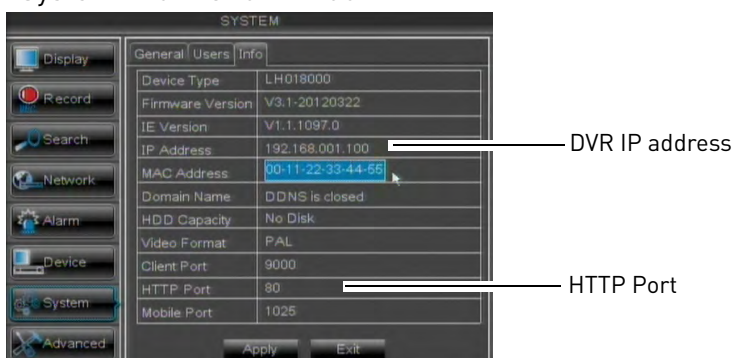 SYSTEM
Display
Record
Search
Network
Alarm
Device
System
Advanced
General Users Info
Device Type LH018000
Firmware Version V3.1-20120322
IE Version V1.1.1097.0
IP Address 192.168.001.100
MAC Address 00-11-22-33-44-55
Domain Name DDNS is closed
HDD Capacity No Disk
Video Format PAL
Client Port 9000
HTTP Port 80
Mobile Port 1025
Apply Exit
DVR IP address
HTTP Port